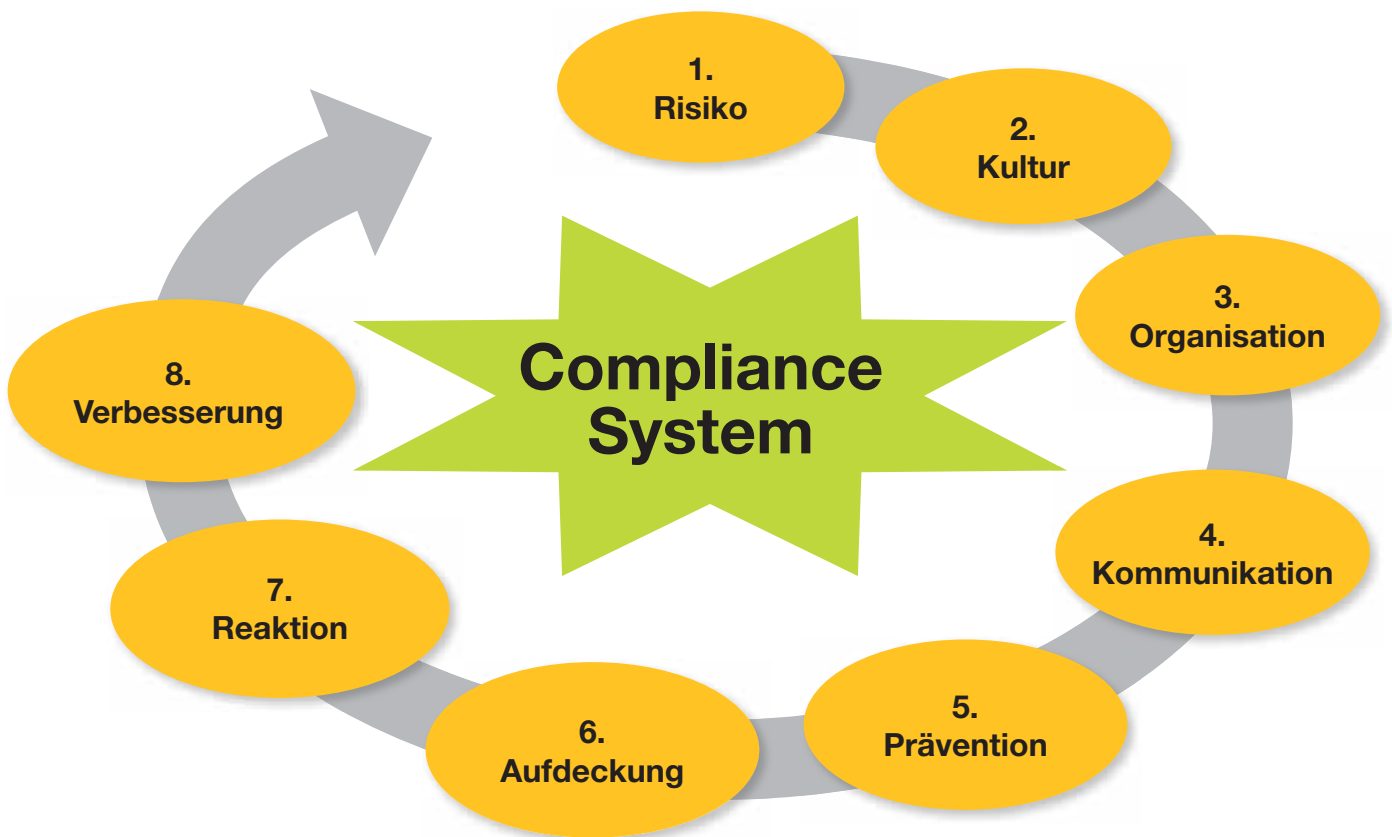 1.
Risiko
2.
Kultur
3.
Organisation
4.
Kommunikation
5.
Prävention
6.
Aufdeckung
7.
Reaktion
8.
Verbesserung
Compliance
System